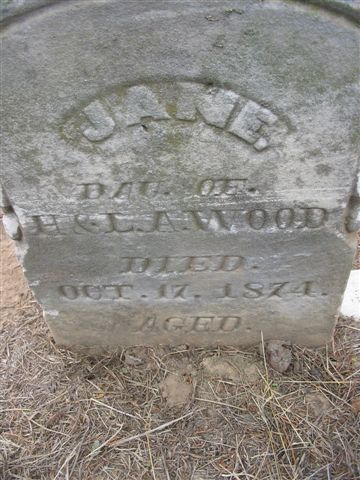 JANE.
DAU. OF.
H & L. A. WOOD
DIED.
OCT. 17. 1874.
AGED.